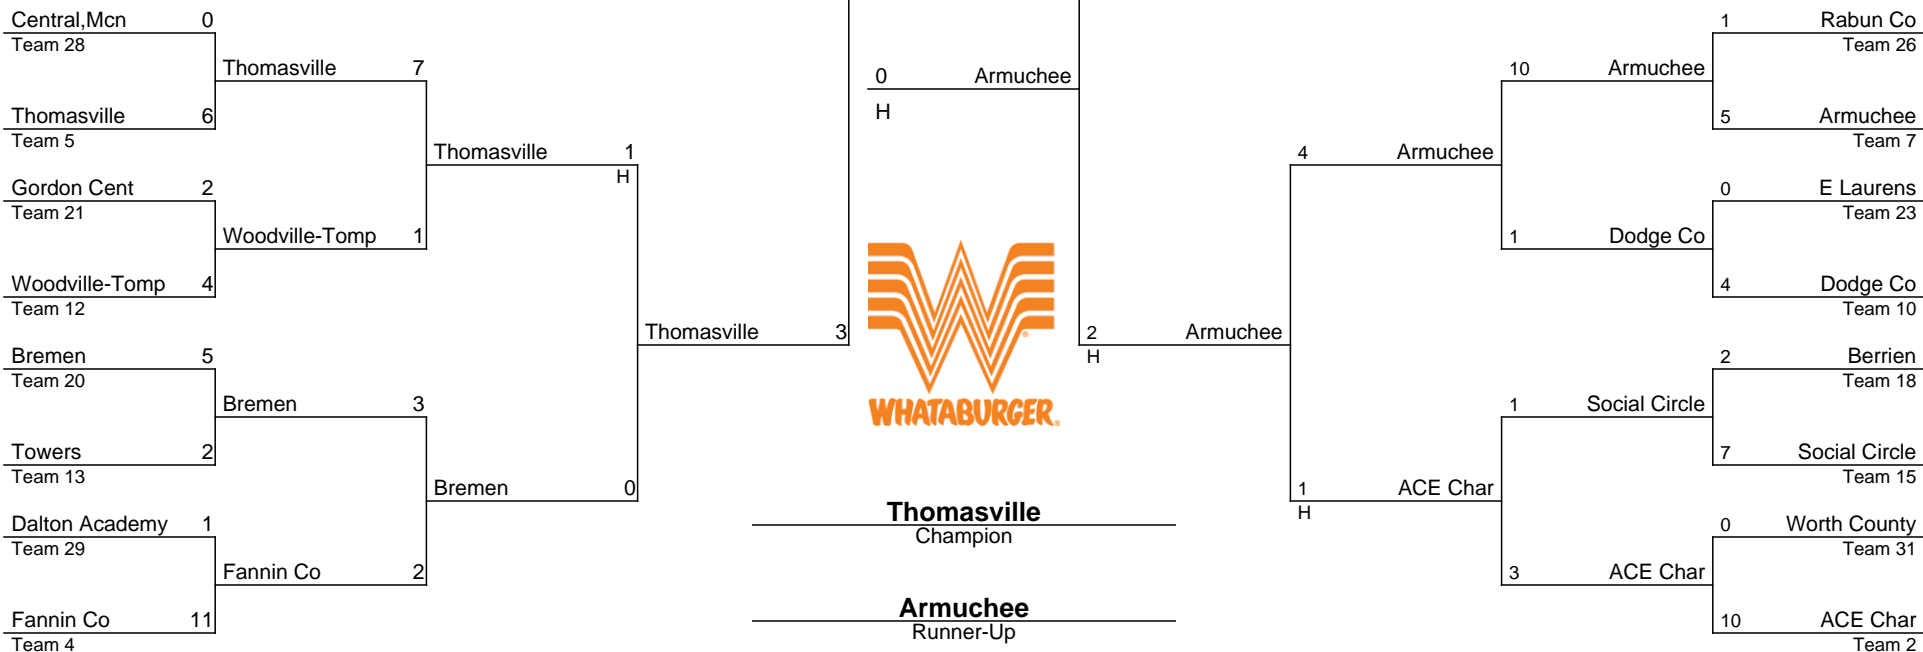 Central,Mcn 0
Team 28
Thomasville 7
Thomasville 6
Team 5
Thomasville 1
H
Gordon Cent 2
Team 21
Woodville-Tomp 1
Woodville-Tomp 4
Team 12
Thomasville 3
Bremen 5
Team 20
Bremen 3
Towers 2
Team 13
Bremen 0
Dalton Academy 1
Team 29
Fannin Co 2
Fannin Co 11
Team 4
0 Armuchee
H
WHATABURGER
®
®
Thomasville
Champion
Armuchee
Runner-Up
1 Rabun Co
Team 26
10 Armuchee
5 Armuchee
Team 7
4 Armuchee
0 E Laurens
Team 23
1 Dodge Co
4 Dodge Co
Team 10
2 Armuchee
H
2 Berrien
Team 18
1 Social Circle
7 Social Circle
Team 15
1 ACE Char
H
0 Worth County
Team 31
3 ACE Char
10 ACE Char
Team 2